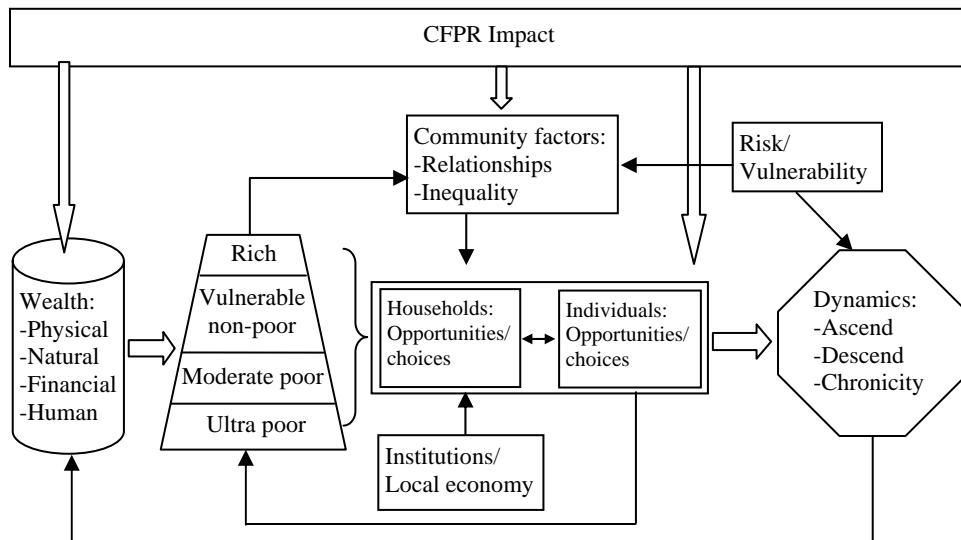 CFPR Impact
Community factors:
-Relationships
-Inequality
Risk/
Vulnerability
Wealth:
-Physical
-Natural
-Financial
-Human
Rich
Vulnerable
non-poor
Moderate poor
Ultra poor
Households:
Opportunities/
choices
Individuals:
Opportunities/
choices
Dynamics:
-Ascend
-Descend
-Chronicity
Institutions/
Local economy